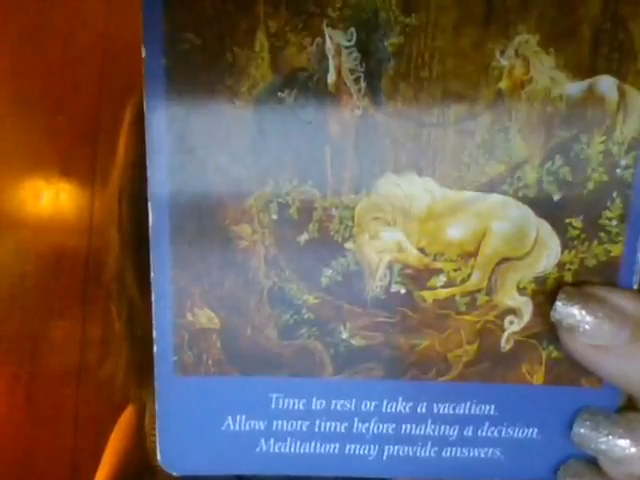 Time to rest or take a vacation.
Allow more time before making a decision.
Meditation may provide answers.